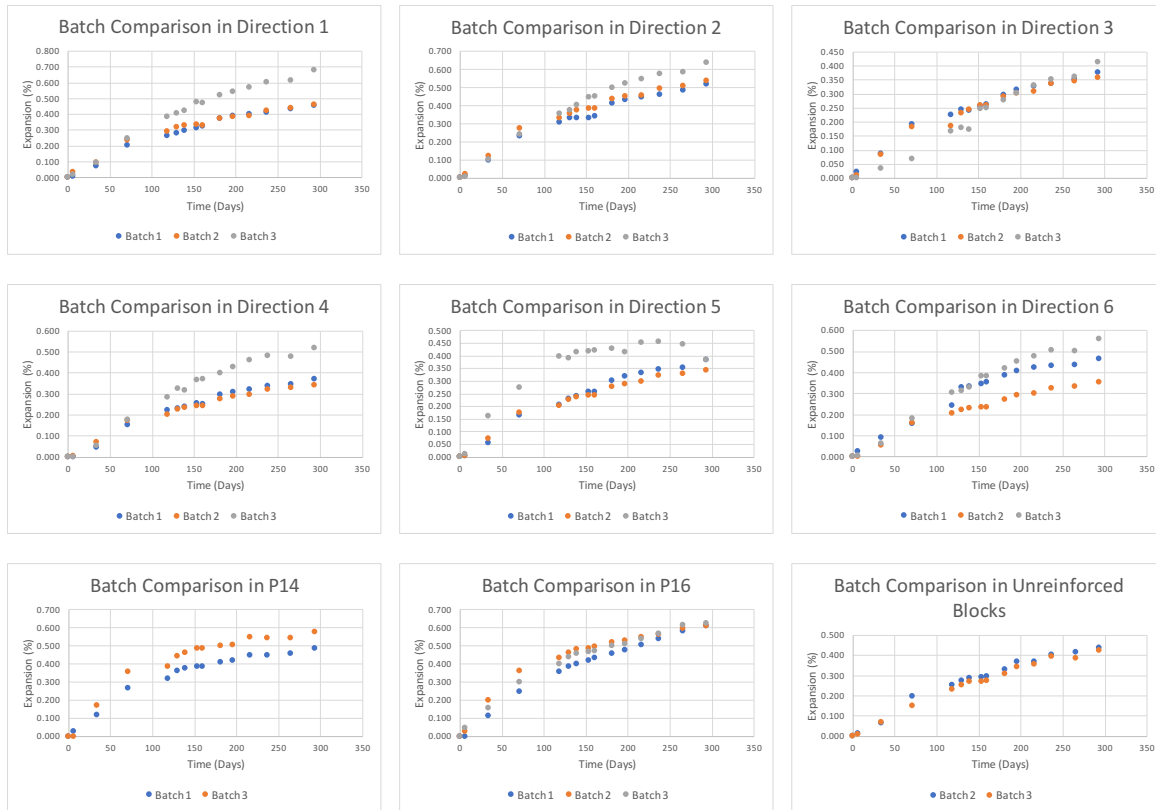 Batch Comparison in Direction 1
0.800
0.700
0.600
0.500
0.400
0.300
0.200
0.100
0.000
Expansion (%)
0 50 100 150 200 250 300 350
Time (Days)
Batch 1 Batch 2 Batch 3
Batch Comparison in Direction 2
0.700
0.600
0.500
0.400
0.300
0.200
0.100
0.000
Expansion (%)
0 50 100 150 200 250 300 350
Time (Days)
Batch 1 Batch 2 Batch 3
Batch Comparison in Direction 3
0.450
0.400
0.350
0.300
0.250
0.200
0.150
0.100
0.050
0.000
Expansion (%)
0 50 100 150 200 250 300 350
Time (Days)
Batch 1 Batch 2 Batch 3
Batch Comparison in Direction 4
0.600
0.500
0.400
0.300
0.200
0.100
0.000
Expansion (%)
0 50 100 150 200 250 300 350
Time (Days)
Batch 1 Batch 2 Batch 3
Batch Comparison in Direction 5
0.500
0.450
0.400
0.350
0.300
0.250
0.200
0.150
0.100
0.050
0.000
Expansion (%)
0 50 100 150 200 250 300 350
Time (Days)
Batch 1 Batch 2 Batch 3
Batch Comparison in Direction 6
0.600
0.500
0.400
0.300
0.200
0.100
0.000
Expansion (%)
0 50 100 150 200 250 300 350
Time (Days)
Batch 1 Batch 2 Batch 3
Batch Comparison in P14
0.700
0.600
0.500
0.400
0.300
0.200
0.100
0.000
Expansion (%)
0 50 100 150 200 250 300 350
Time (Days)
Batch 1 Batch 3
Batch Comparison in P16
0.700
0.600
0.500
0.400
0.300
0.200
0.100
0.000
Expansion (%)
0 50 100 150 200 250 300 350
Time (Days)
Batch 1 Batch 2 Batch 3
Batch Comparison in Unreinforced
Blocks
0.500
0.400
0.300
0.200
0.100
0.000
Expansion (%)
0 50 100 150 200 250 300 350
Time (Days)
Batch 2 Batch 3